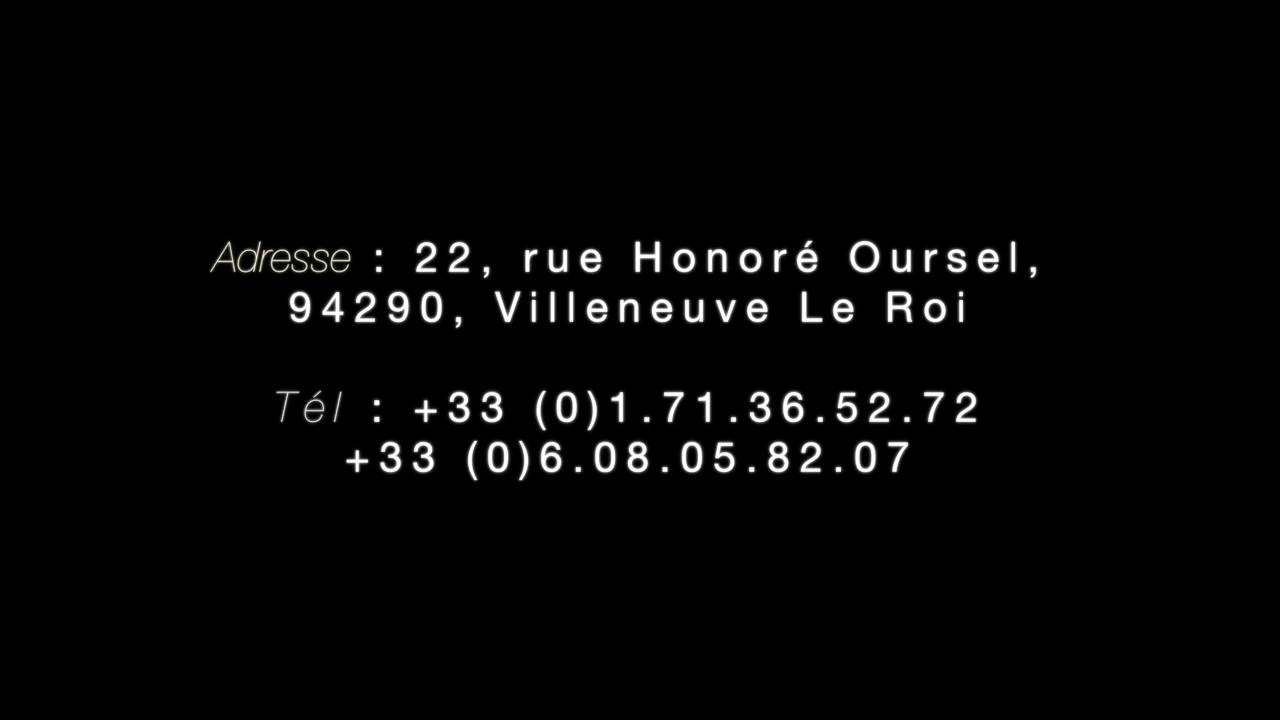 Adresse : 22, rue Honoré Oursel,
94290, Villeneuve Le Roi
Tél : +33 (0)1.71.36.52.72
+33 (0)6.08.05.82.07